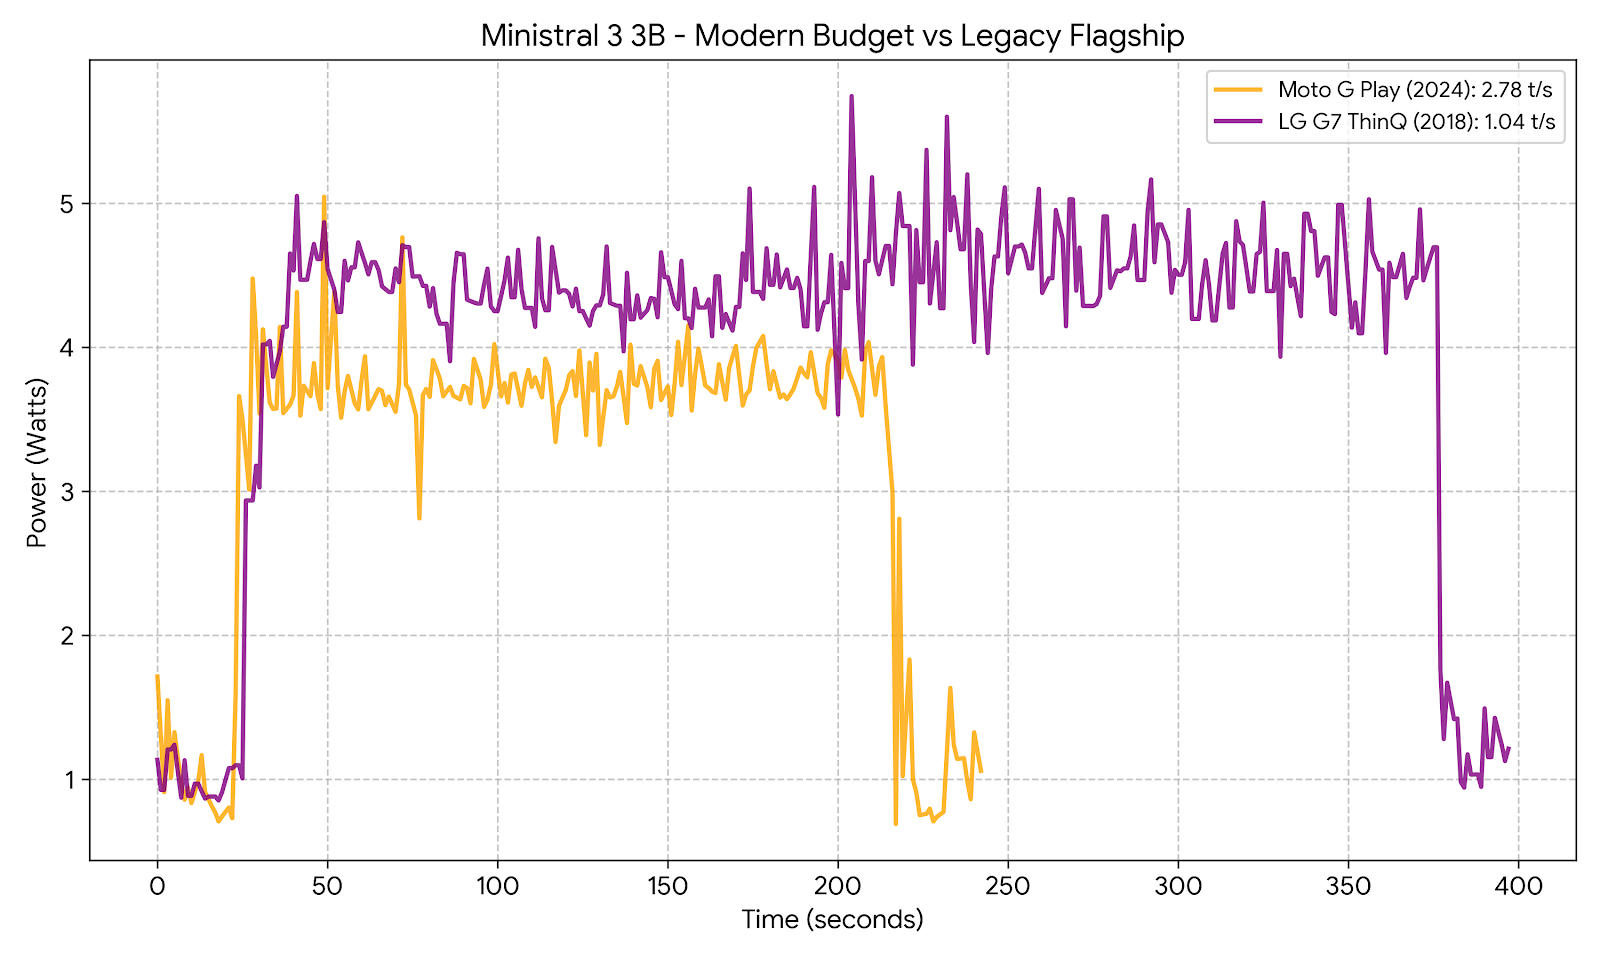 Ministral 3 3B - Modern Budget vs Legacy Flagship
Moto G Play (2024): 2.78 t/s
LG G7 ThinQ (2018): 1.04 t/s
Power (Watts)
5
4
3
2
1
0 50 100 150 200 250 300 350 400
Time (seconds)